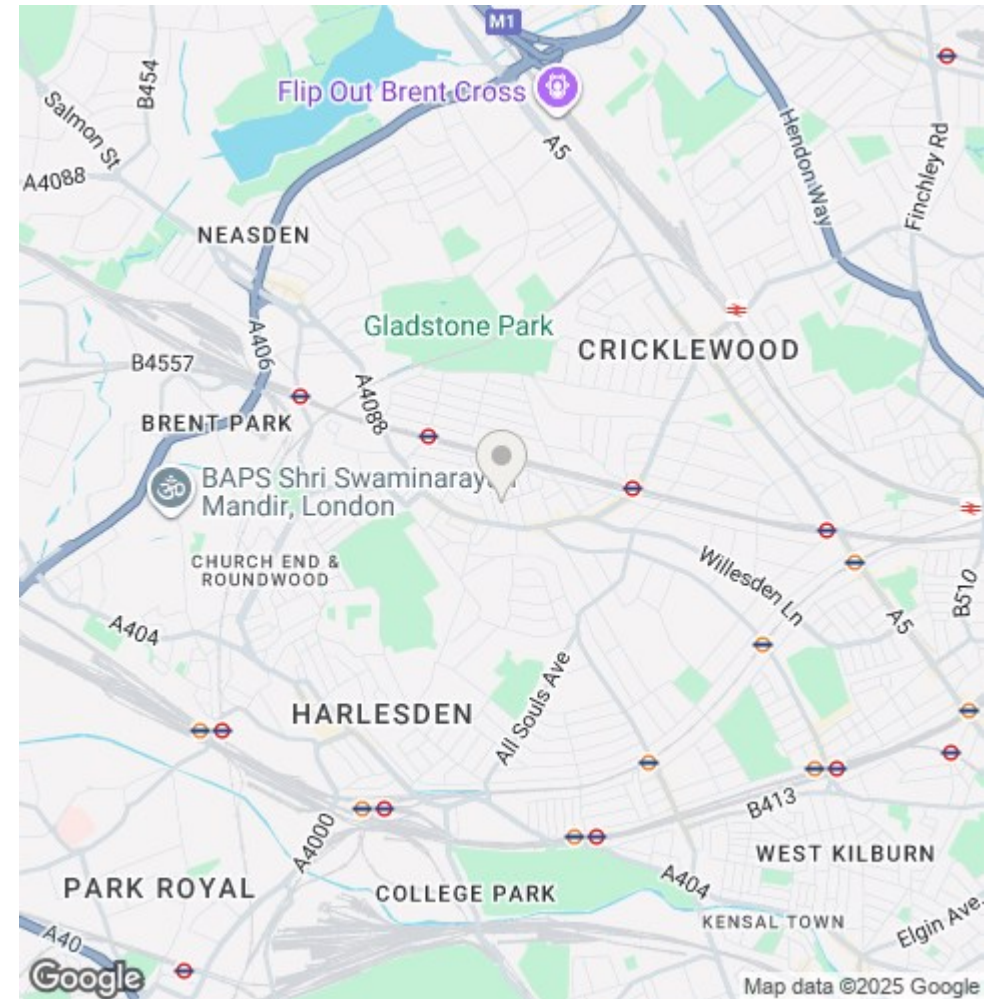 M1
Flip Out Brent Cross
B454
Salmon St
A5
Hendon Way
Finchley Rd
A4088
NEASDEN
Gladstone Park
A406
CRICKLEWOOD
B4557
A4088
BRENT PARK
BAPS Shri Swaminaray
Mandir, London
CHURCH END &
ROUNDWOOD
Willesden Ln
B510
A404
A5
HARLESDEN
All Souls Ave
B413
A4000
WEST KILBURN
PARK ROYAL
COLLEGE PARK
A404
KENSAL TOWN
Elgin Ave.
A40
Google
Map data ©2025 Google